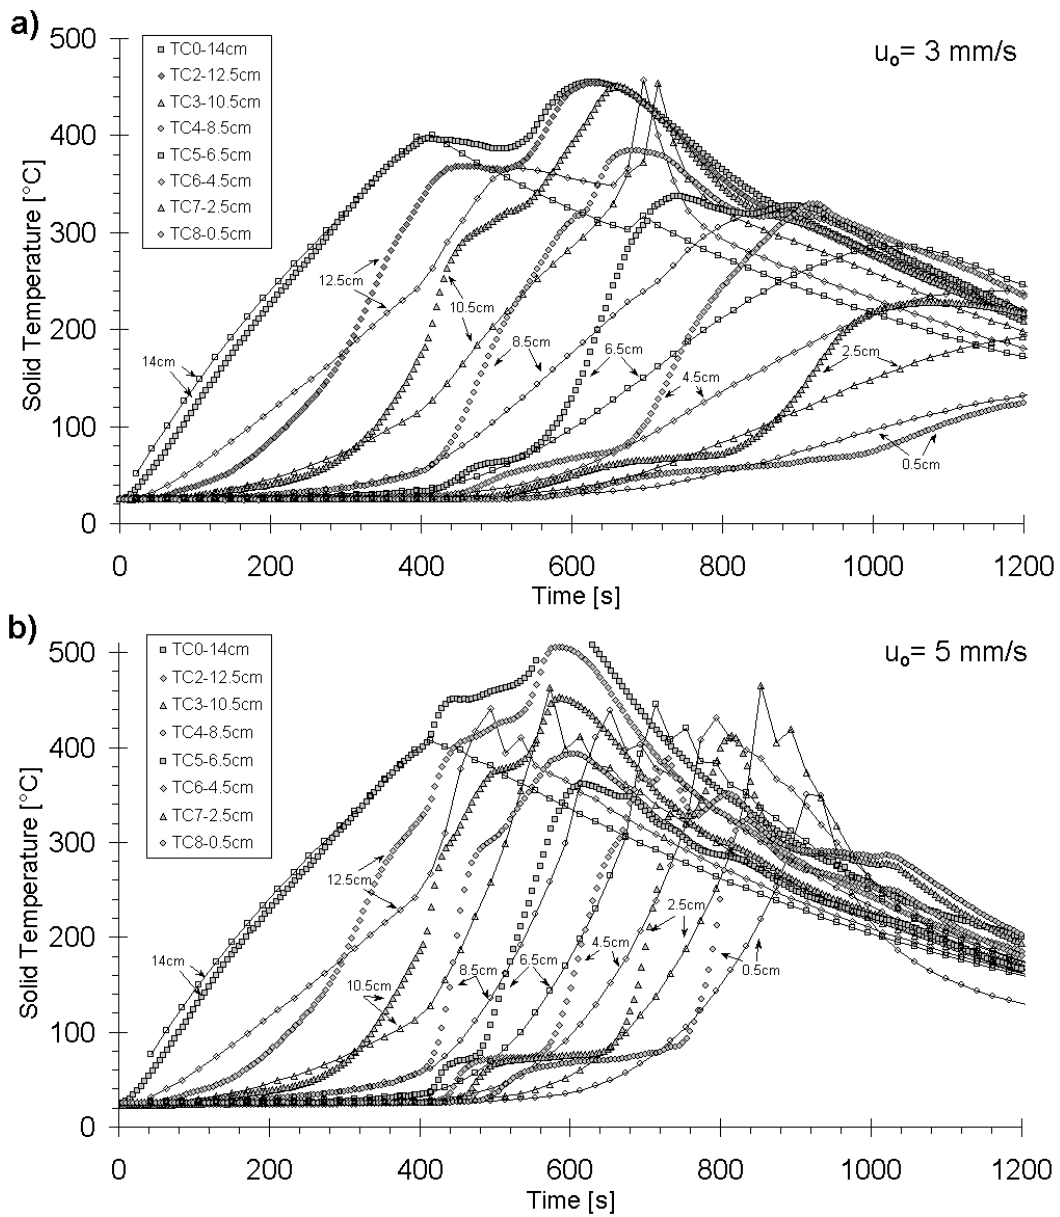 a)
500
400
300
200
100
0
Solid Temperature [°C]
TC0-14cm
TC2-12.5cm
TC3-10.5cm
TC4-8.5cm
TC5-6.5cm
TC6-4.5cm
TC7-2.5cm
TC8-0.5cm
uo= 3 mm/s
12.5cm
10.5cm
14cm
8.5cm
6.5cm
4.5cm
2.5cm
0.5cm
0 200 400 600 800 1000 1200
Time [s]
b)
500
400
300
200
100
0
Solid Temperature [°C]
TC0-14cm
TC2-12.5cm
TC3-10.5cm
TC4-8.5cm
TC5-6.5cm
TC6-4.5cm
TC7-2.5cm
TC8-0.5cm
uo= 5 mm/s
12.5cm
14cm
10.5cm
8.5cm
6.5cm
4.5cm
2.5cm
0.5cm
0 200 400 600 800 1000 1200
Time [s]